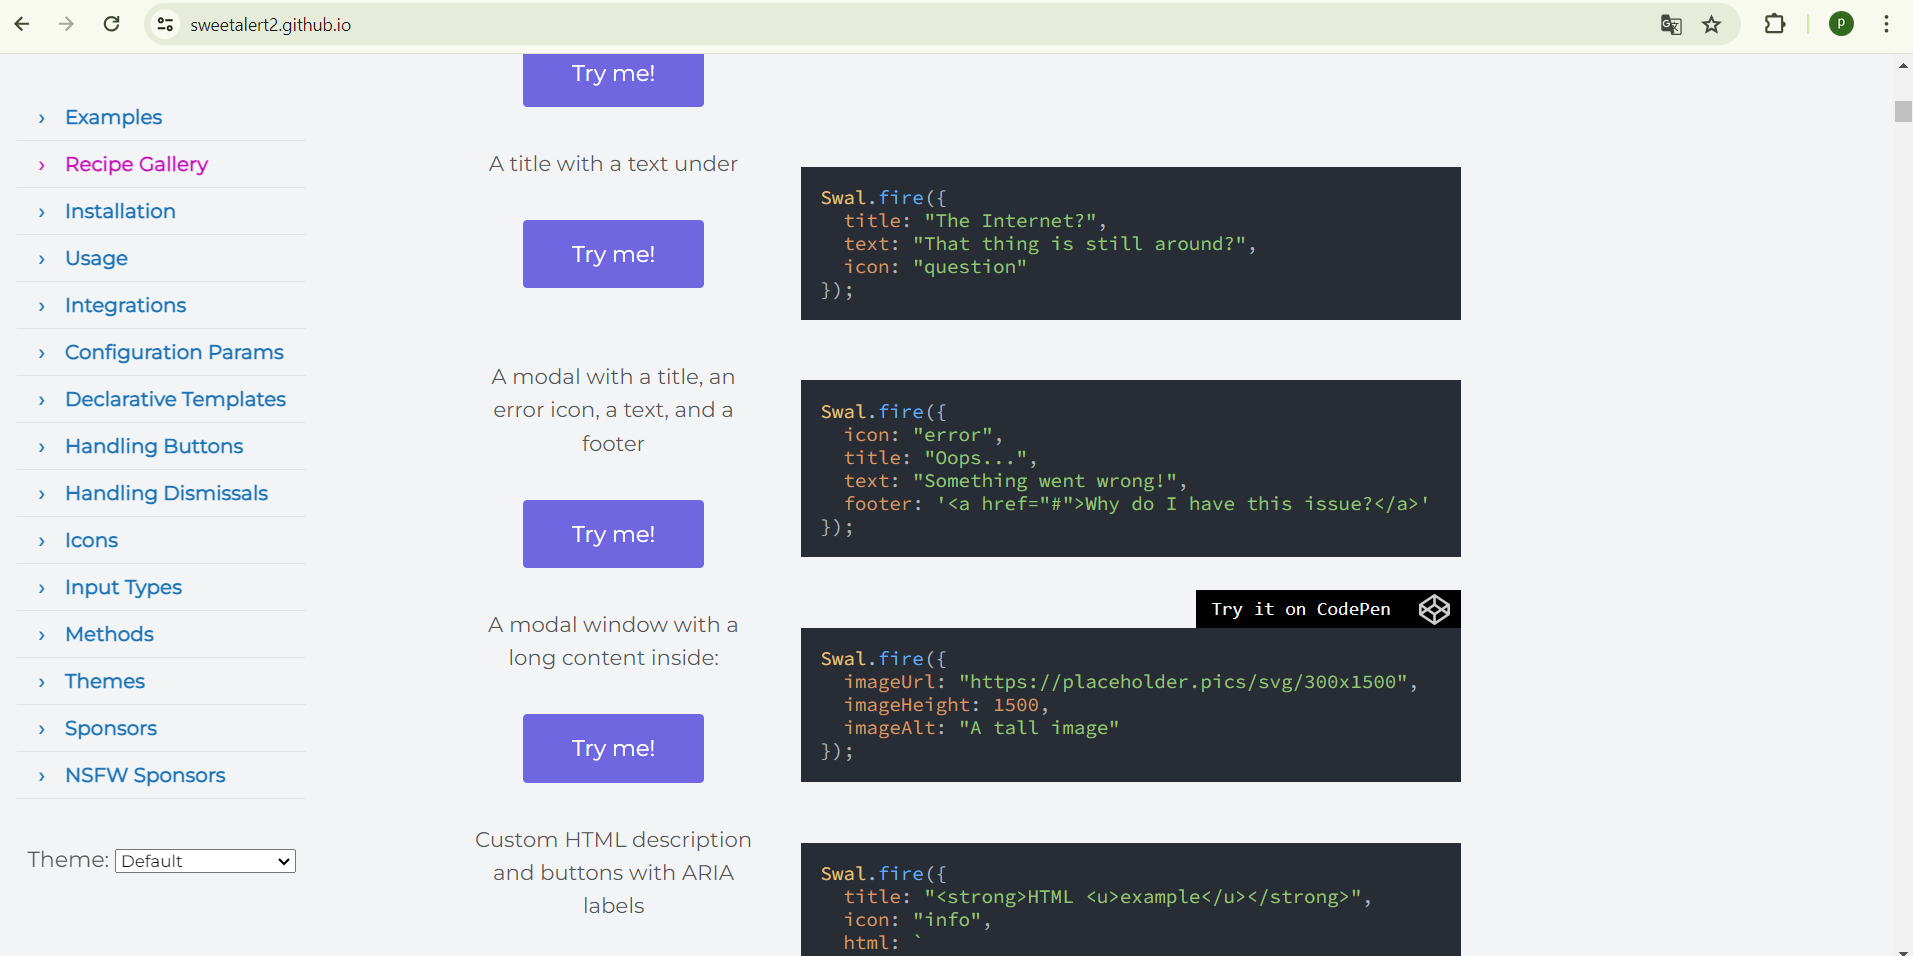 sweetalert2.github.io
P
› Examples
› Recipe Gallery
› Installation
› Usage
› Integrations
› Configuration Params
› Declarative Templates
› Handling Buttons
› Handling Dismissals
› Icons
› Input Types
› Methods
› Themes
› Sponsors
› NSFW Sponsors
Theme: Default
Try me!
A title with a text under
Try me!
Swal.fire({
  title: "The Internet?",
  text: "That thing is still around?",
  icon: "question"
});
A modal with a title, an
error icon, a text, and a
footer
Try me!
Swal.fire({
  icon: "error",
  title: "Oops...",
  text: "Something went wrong!",
  footer: '<a href="#">Why do I have this issue?</a>'
});
A modal window with a
long content inside:
Try me!
Try it on CodePen
Swal.fire({
  imageUrl: "https://placeholder.pics/svg/300x1500",
  imageHeight: 1500,
  imageAlt: "A tall image"
});
Custom HTML description
and buttons with ARIA
labels
Swal.fire({
  title: "<strong>HTML <u>example</u></strong>",
  icon: "info",
  html: `